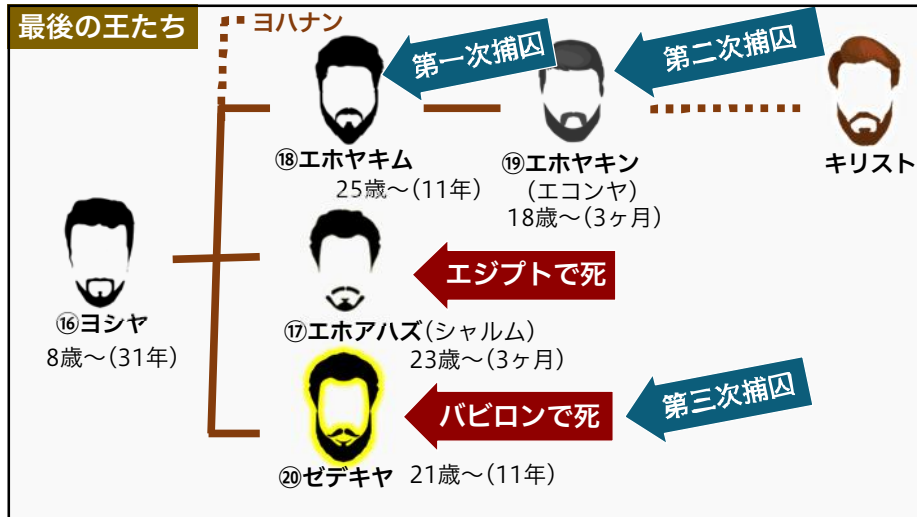 最後の王たち
ヨハナン
第一次捕囚
第二次捕囚
⑱エホヤキム
25歳～(11年)
⑲エホヤキン
(エコンヤ)
18歳～(3ヶ月)
キリスト
⑯ヨシヤ
8歳～(31年)
エジプトで死
⑰エホアハズ(シャルム)
23歳～(3ヶ月)
バビロンで死
第三次捕囚
⑳ゼデキヤ 21歳～(11年)